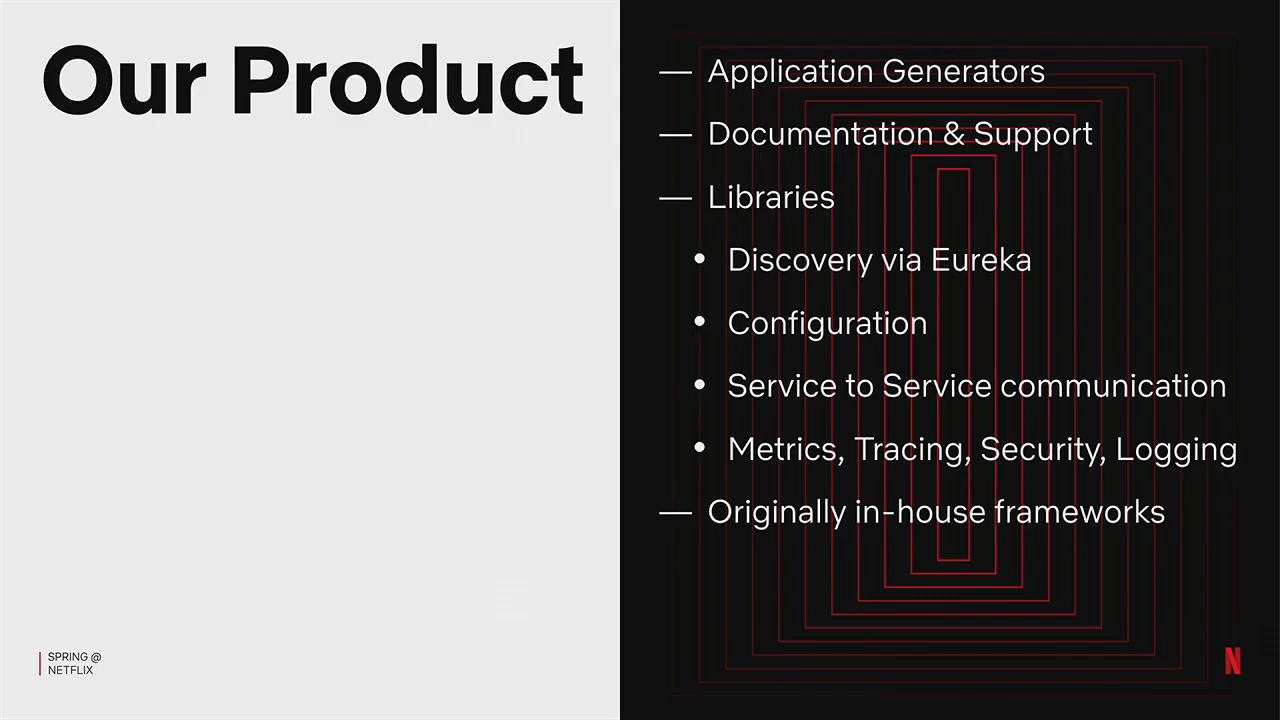 Our Product
— Application Generators
— Documentation & Support
— Libraries
• Discovery via Eureka
• Configuration
• Service to Service communication
• Metrics, Tracing, Security, Logging
— Originally in-house frameworks
SPRING @
NETFLIX
N